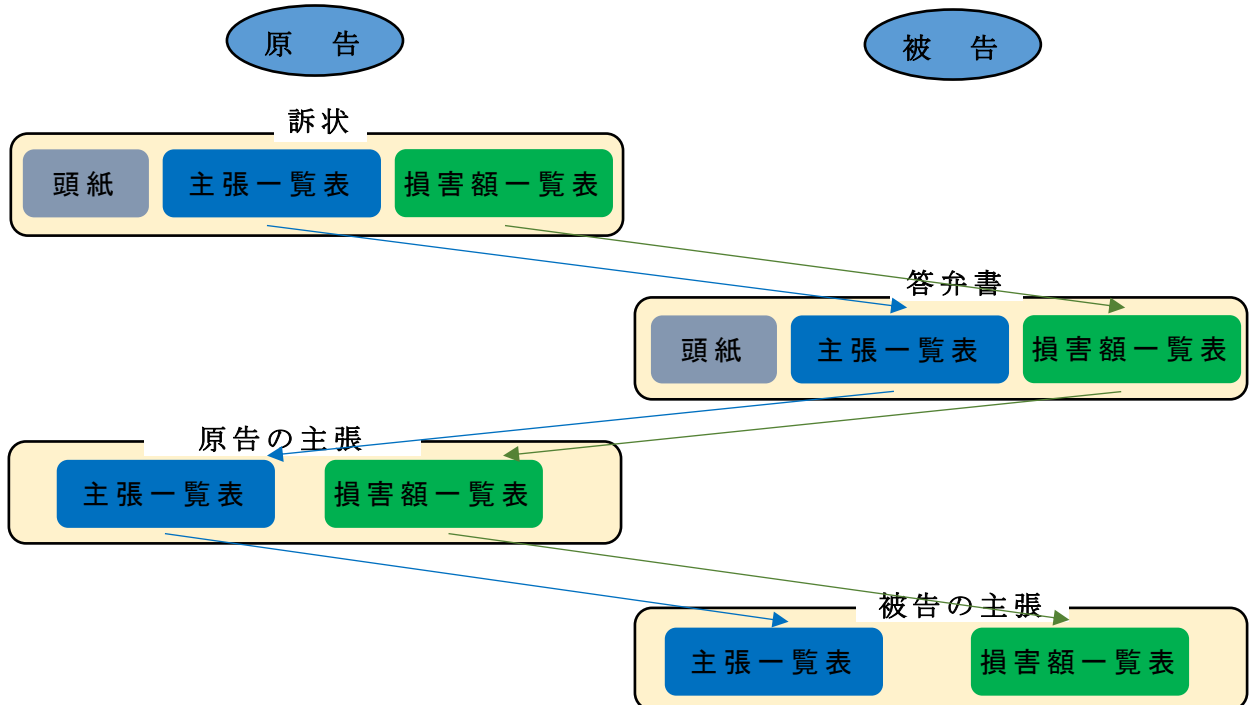 原　告
被　告
訴状
頭紙
主張一覧表
損害額一覧表
答弁書
頭紙
主張一覧表
損害額一覧表
原告の主張
主張一覧表
損害額一覧表
被告の主張
主張一覧表
損害額一覧表